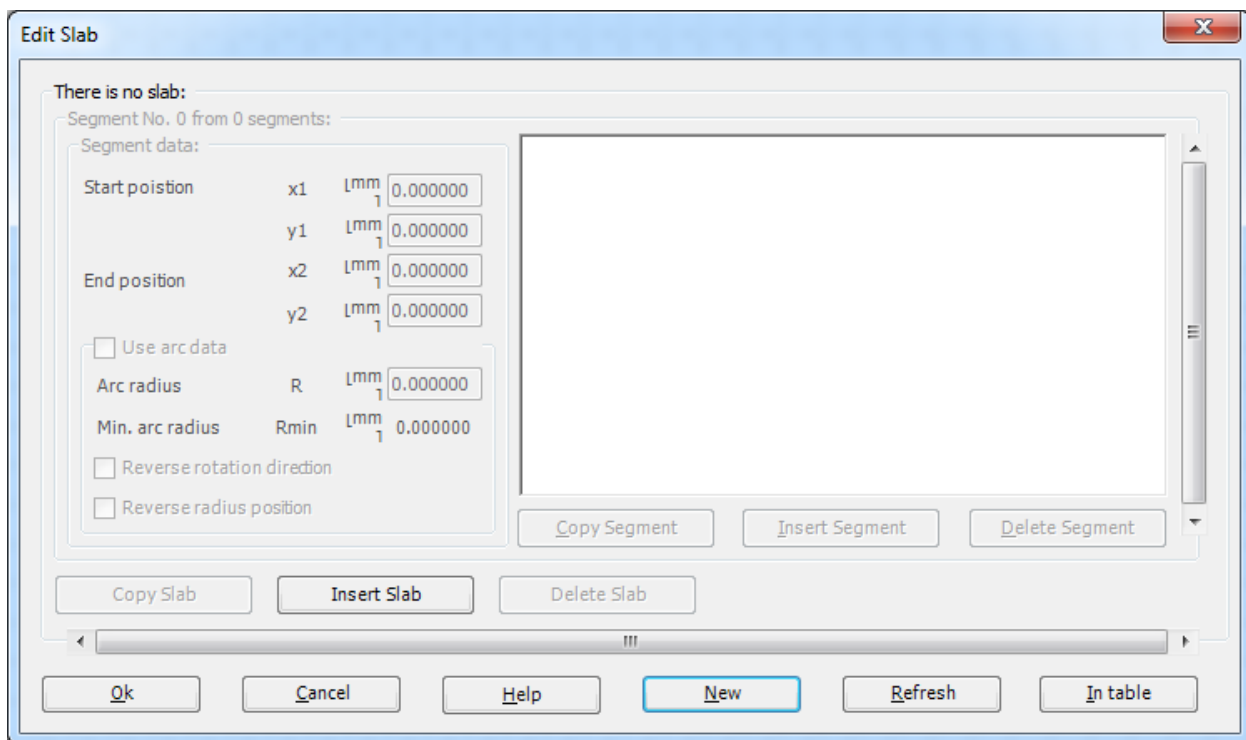 Edit Slab
There is no slab:
Segment No. 0 from 0 segments:
Segment data:
Start poistion x1 [mm] 0.000000
y1 [mm] 0.000000
End position x2 [mm] 0.000000
y2 [mm] 0.000000
Use arc data
Arc radius R [mm] 0.000000
Min. arc radius Rmin [mm] 0.000000
Reverse rotation direction
Reverse radius position
Copy Segment Insert Segment Delete Segment
Copy Slab Insert Slab Delete Slab
Ok Cancel Help New Refresh In table